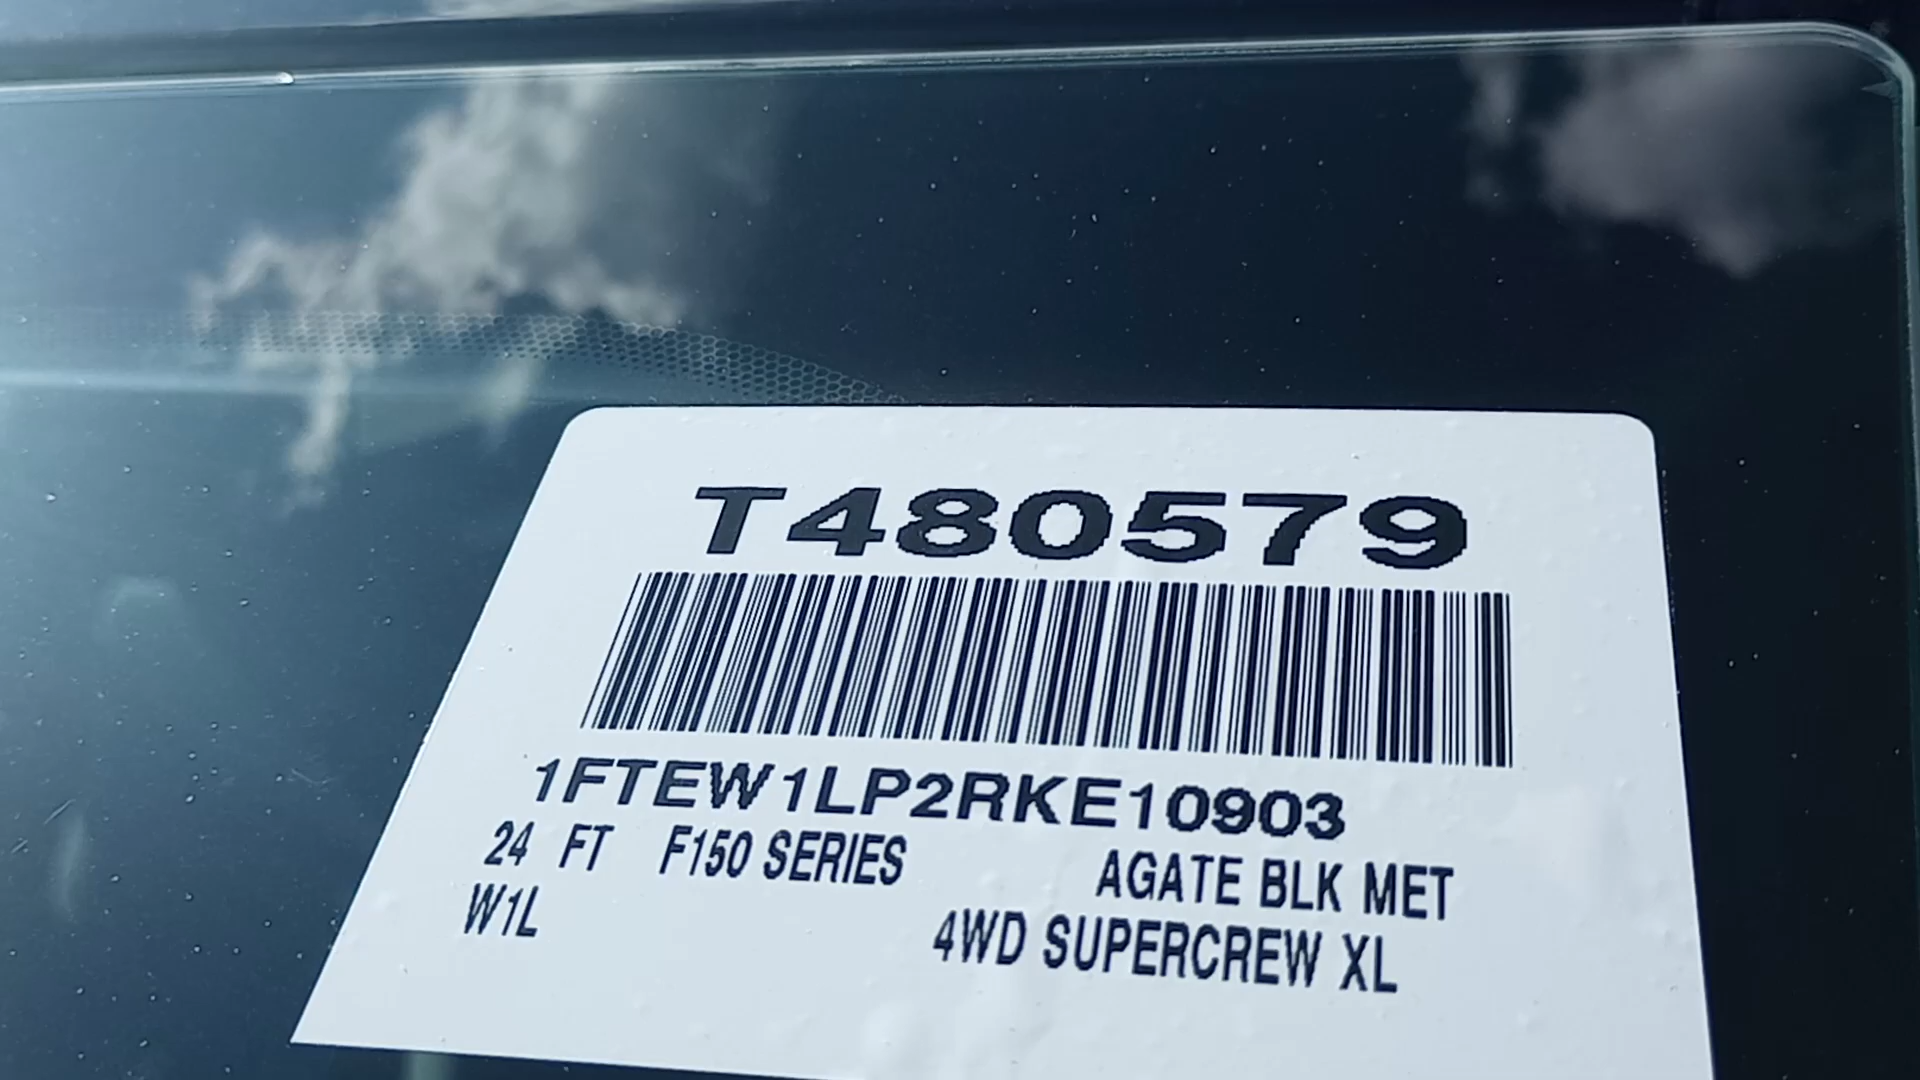 T480579
1FTEW1LP2RKE10903
24 FT F150 SERIES AGATE BLK MET
W1L 4WD SUPERCREW XL